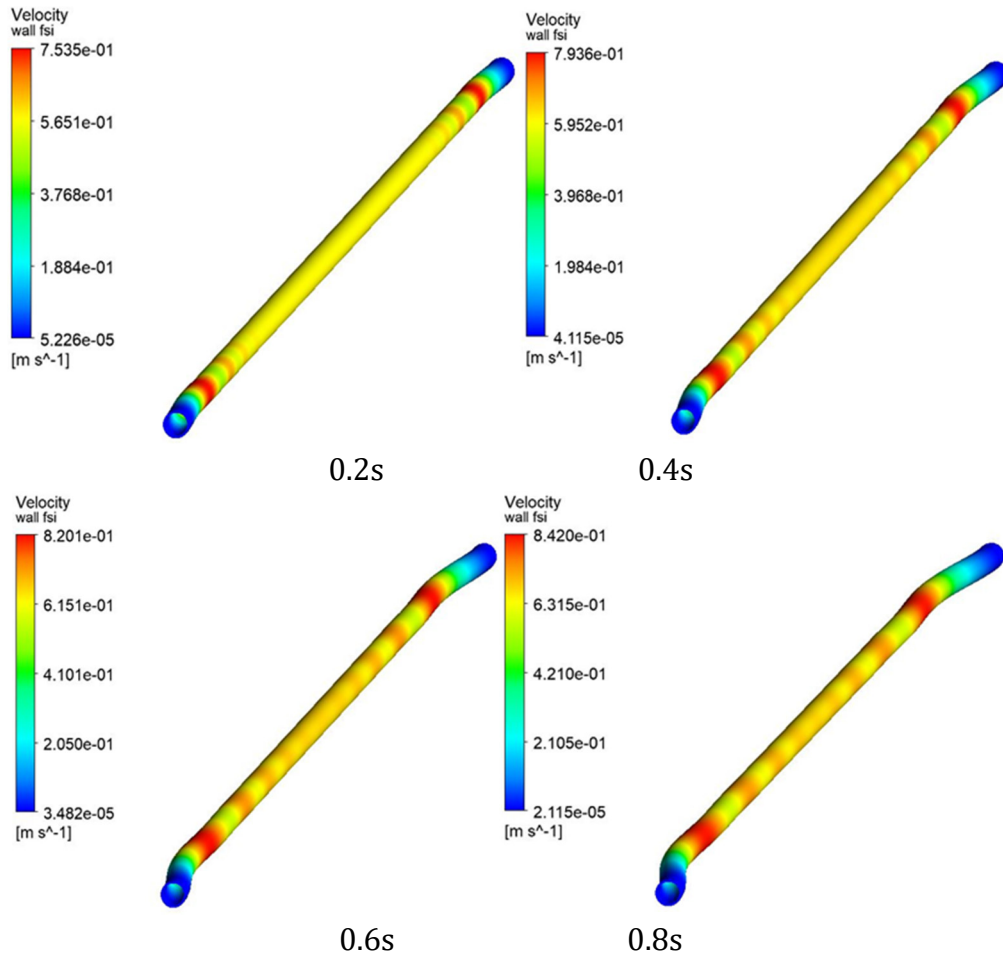 Velocity
wall fsi
7.535e-01
5.651e-01
3.768e-01
1.884e-01
5.226e-05
[m s^-1]
Velocity
wall fsi
7.936e-01
5.952e-01
3.968e-01
1.984e-01
4.115e-05
[m s^-1]
0.2s
0.4s
Velocity
wall fsi
8.201e-01
6.151e-01
4.101e-01
2.050e-01
3.482e-05
[m s^-1]
Velocity
wall fsi
8.420e-01
6.315e-01
4.210e-01
2.105e-01
2.115e-05
[m s^-1]
0.6s
0.8s